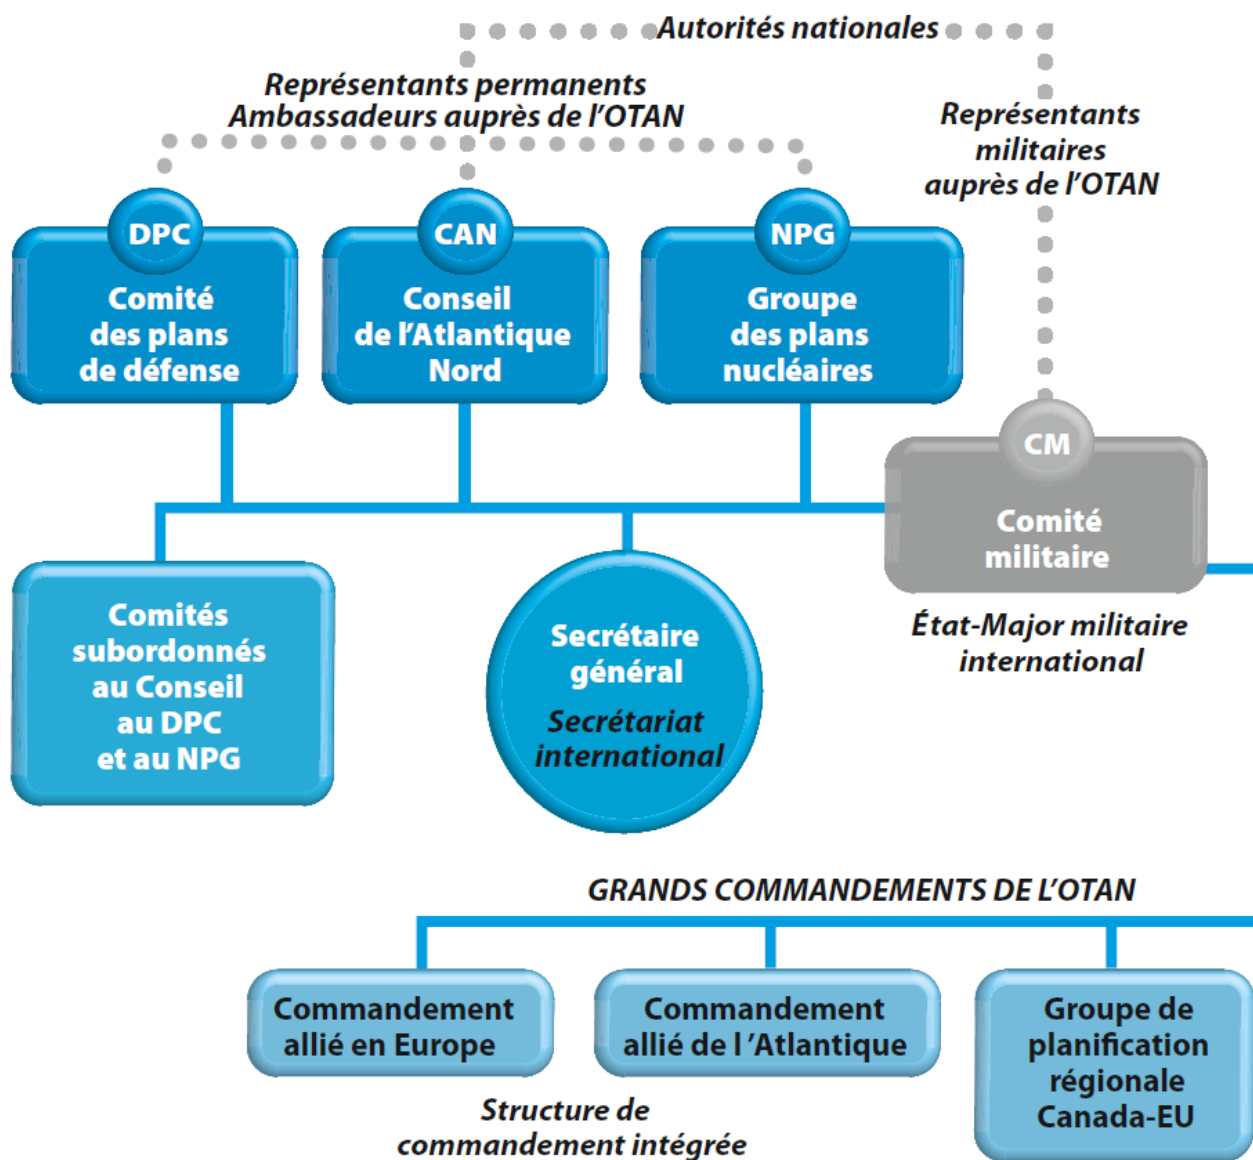 Autorités nationales
Représentants permanents
Ambassadeurs auprès de l'OTAN
Représentants
militaires
auprès de l'OTAN
DPC
Comité
des plans
de défense
CAN
Conseil
de l'Atlantique
Nord
NPG
Groupe
des plans
nucléaires
CM
Comité
militaire
État-Major militaire
international
Comités
subordonnés
au Conseil
au DPC
et au NPG
Secrétaire
général
Secrétariat
international
GRANDS COMMANDEMENTS DE L'OTAN
Commandement
allié en Europe
Commandement
allié de l 'Atlantique
Groupe de
planification
régionale
Canada-EU
Structure de
commandement intégrée